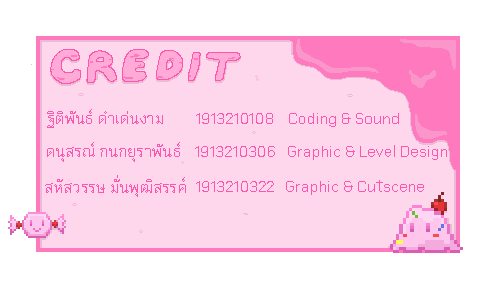 CREDIT
ฐิติพันธ์ ดำเด่นงาม 1913210108 Coding & Sound
ดนุสรณ์ กนกยุราพันธ์ 1913210306 Graphic & Level Design
สหัสวรรษ มั่นพุฒิสรรค์ 1913210322 Graphic & Cutscene